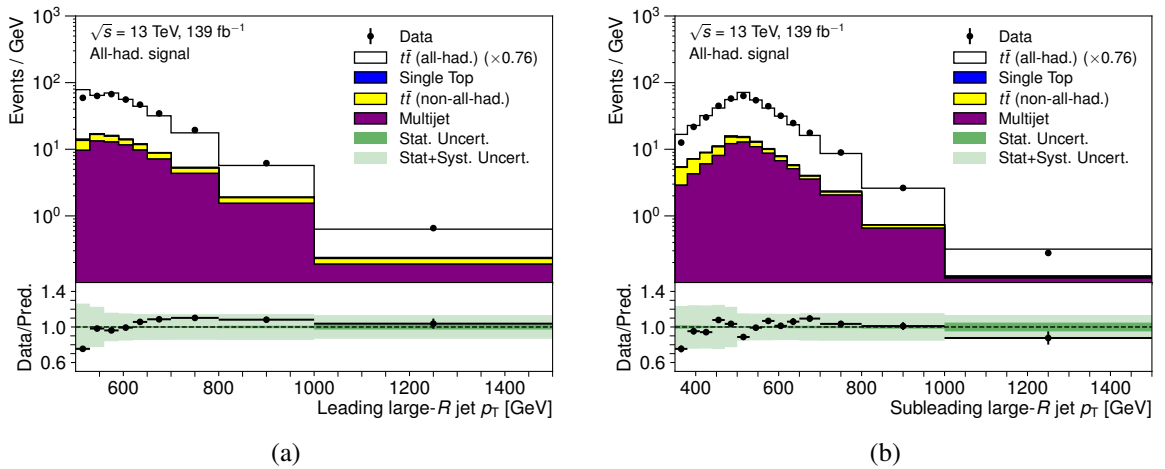 √s = 13 TeV, 139 fb⁻¹
All-had. signal
Data
tt̄ (all-had.) (×0.76)
Single Top
tt̄ (non-all-had.)
Multijet
Stat. Uncert.
Stat+Syst. Uncert.
Events / GeV
10³
10²
10¹
10⁰
Data/Pred.
1.4
1.0
0.6
600 800 1000 1200 1400
Leading large-R jet pT [GeV]
(a)
√s = 13 TeV, 139 fb⁻¹
All-had. signal
Data
tt̄ (all-had.) (×0.76)
Single Top
tt̄ (non-all-had.)
Multijet
Stat. Uncert.
Stat+Syst. Uncert.
Events / GeV
10³
10²
10¹
10⁰
Data/Pred.
1.4
1.0
0.6
400 600 800 1000 1200 1400
Subleading large-R jet pT [GeV]
(b)